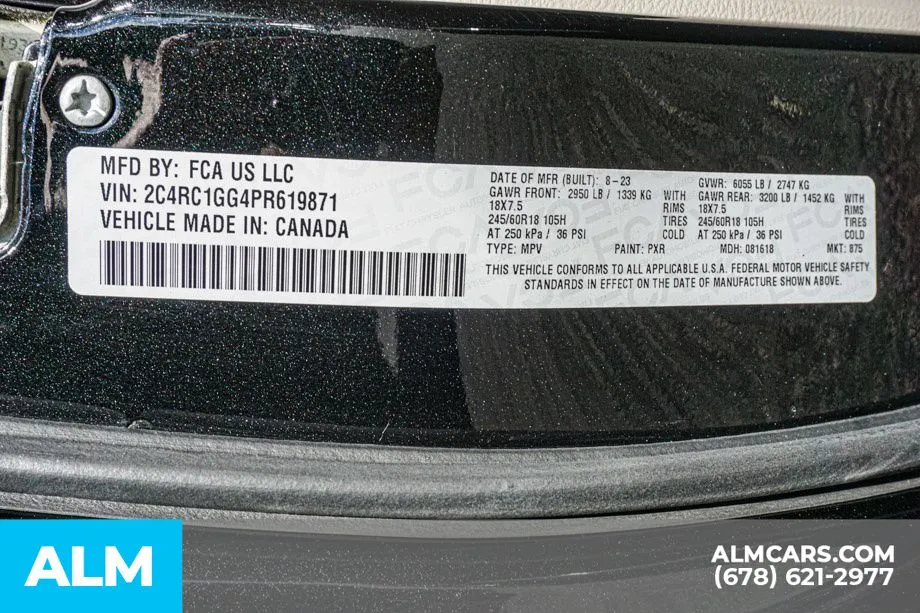 MFD BY: FCA US LLC
VIN: 2C4RC1GG4PR619871
VEHICLE MADE IN: CANADA
DATE OF MFR (BUILT): 8-23 GVWR: 6055 LB / 2747 KG
GAWR FRONT: 2950 LB / 1339 KG WITH GAWR REAR: 3200 LB / 1452 KG WITH
18X7.5 RIMS 18X7.5 RIMS
245/60R18 105H TIRES 245/60R18 105H TIRES
AT 250 kPa / 36 PSI COLD AT 250 kPa / 36 PSI COLD
TYPE: MPV PAINT: PXR MDH: 081618 MKT: 875
THIS VEHICLE CONFORMS TO ALL APPLICABLE U.S.A. FEDERAL MOTOR VEHICLE SAFETY
STANDARDS IN EFFECT ON THE DATE OF MANUFACTURE SHOWN ABOVE.
ALM
ALMCARS.COM
(678) 621-2977